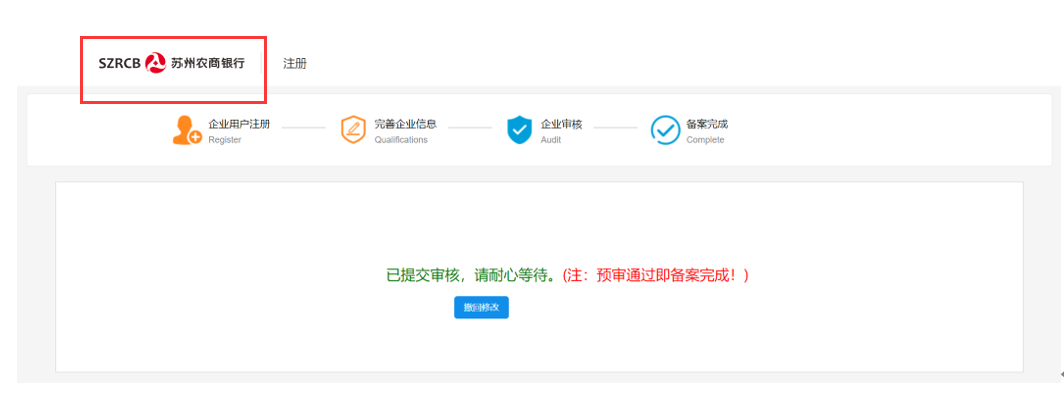 SZRCB 苏州农商银行 注册
企业用户注册 完善企业信息 企业审核 备案完成
Register Qualifications Audit Complete
已提交审核，请耐心等待。(注：预审通过即备案完成！)
撤回修改